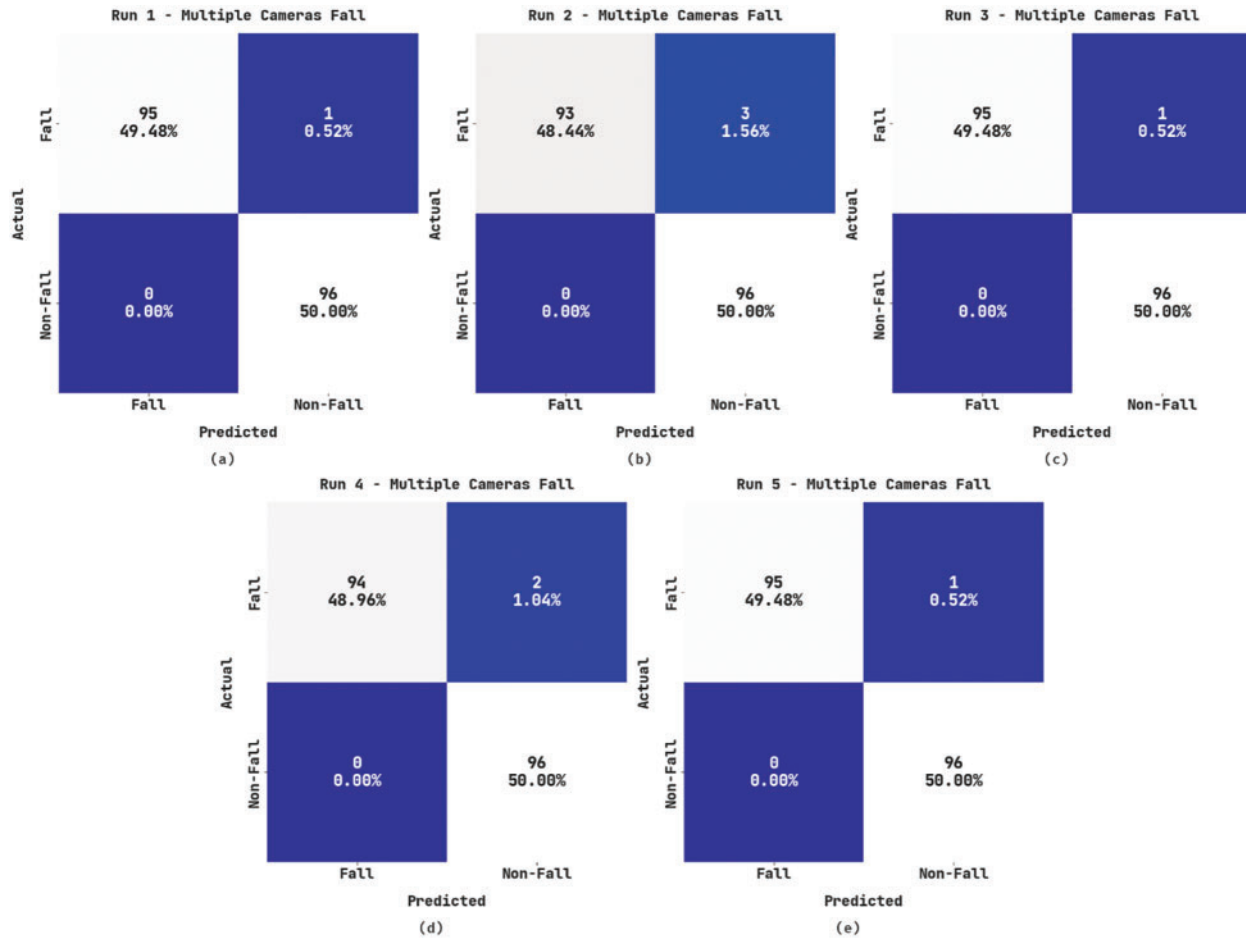 Run 1 - Multiple Cameras Fall
Actual
Fall
Non-Fall
95
49.48%
1
0.52%
0
0.00%
96
50.00%
Fall
Non-Fall
Predicted
(a)
Run 2 - Multiple Cameras Fall
Actual
Fall
Non-Fall
93
48.44%
3
1.56%
0
0.00%
96
50.00%
Fall
Non-Fall
Predicted
(b)
Run 3 - Multiple Cameras Fall
Actual
Fall
Non-Fall
95
49.48%
1
0.52%
0
0.00%
96
50.00%
Fall
Non-Fall
Predicted
(c)
Run 4 - Multiple Cameras Fall
Actual
Fall
Non-Fall
94
48.96%
2
1.04%
0
0.00%
96
50.00%
Fall
Non-Fall
Predicted
(d)
Run 5 - Multiple Cameras Fall
Actual
Fall
Non-Fall
95
49.48%
1
0.52%
0
0.00%
96
50.00%
Fall
Non-Fall
Predicted
(e)